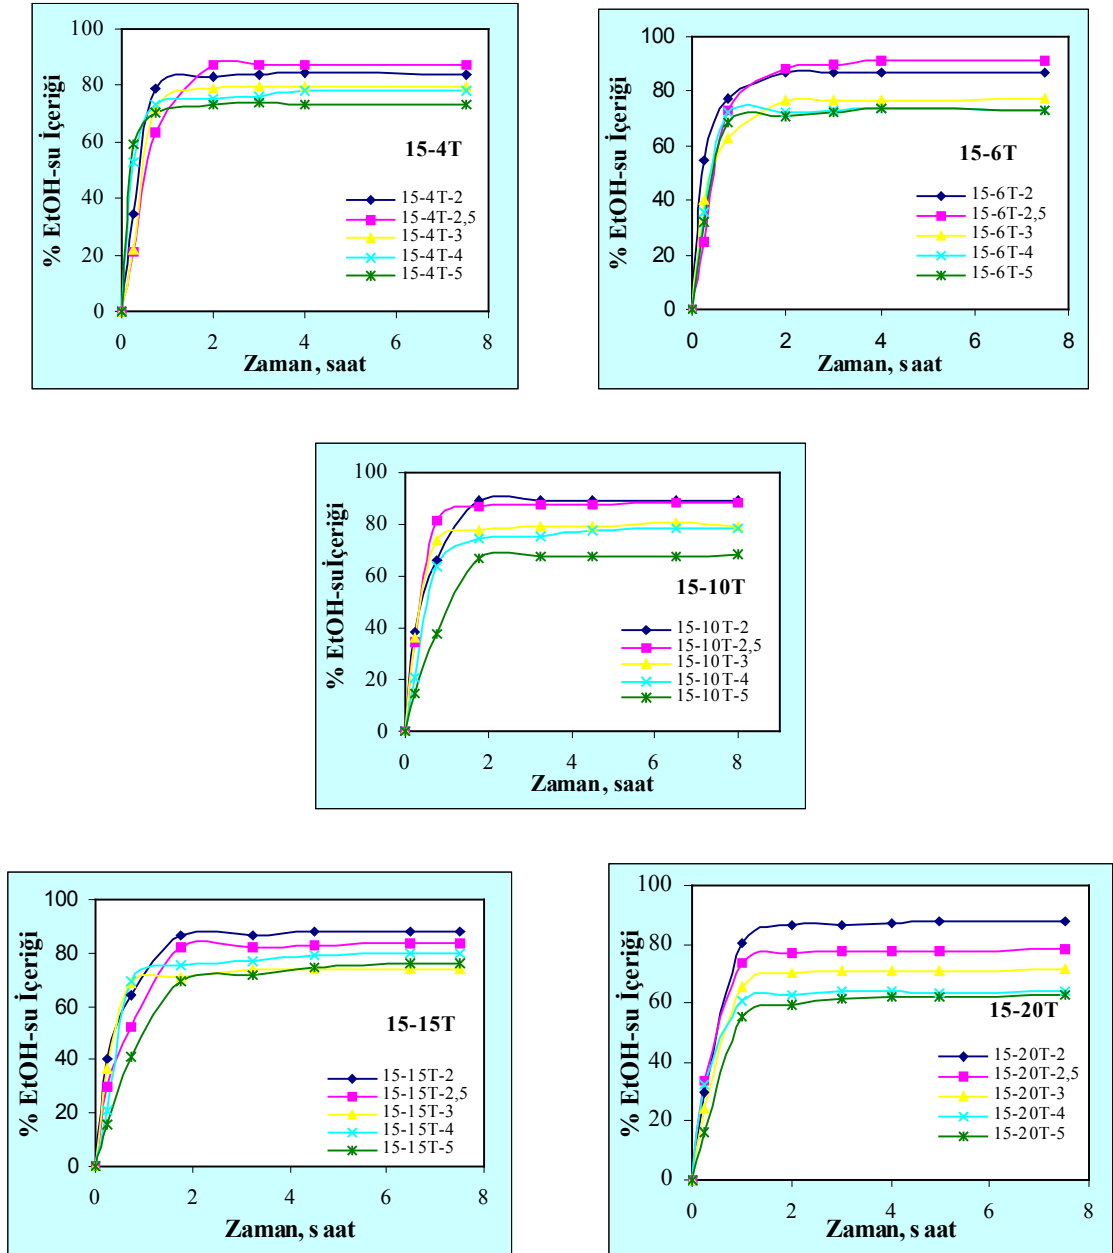 100
80
60
40
20
0
% EtOH-su İçeriği
15-4T
15-4T-2
15-4T-2,5
15-4T-3
15-4T-4
15-4T-5
0 2 4 6 8
Zaman, saat
100
80
60
40
20
0
% EtOH-su İçeriği
15-6T
15-6T-2
15-6T-2,5
15-6T-3
15-6T-4
15-6T-5
0 2 4 6 8
Zaman, saat
100
80
60
40
20
0
% EtOH-suİçeriği
15-10T
15-10T-2
15-10T-2,5
15-10T-3
15-10T-4
15-10T-5
0 2 4 6 8
Zaman, saat
100
80
60
40
20
0
% EtOH-su İçeriği
15-15T
15-15T-2
15-15T-2,5
15-15T-3
15-15T-4
15-15T-5
0 2 4 6 8
Zaman, saat
100
80
60
40
20
0
% EtOH-su İçeriği
15-20T
15-20T-2
15-20T-2,5
15-20T-3
15-20T-4
15-20T-5
0 2 4 6 8
Zaman, saat